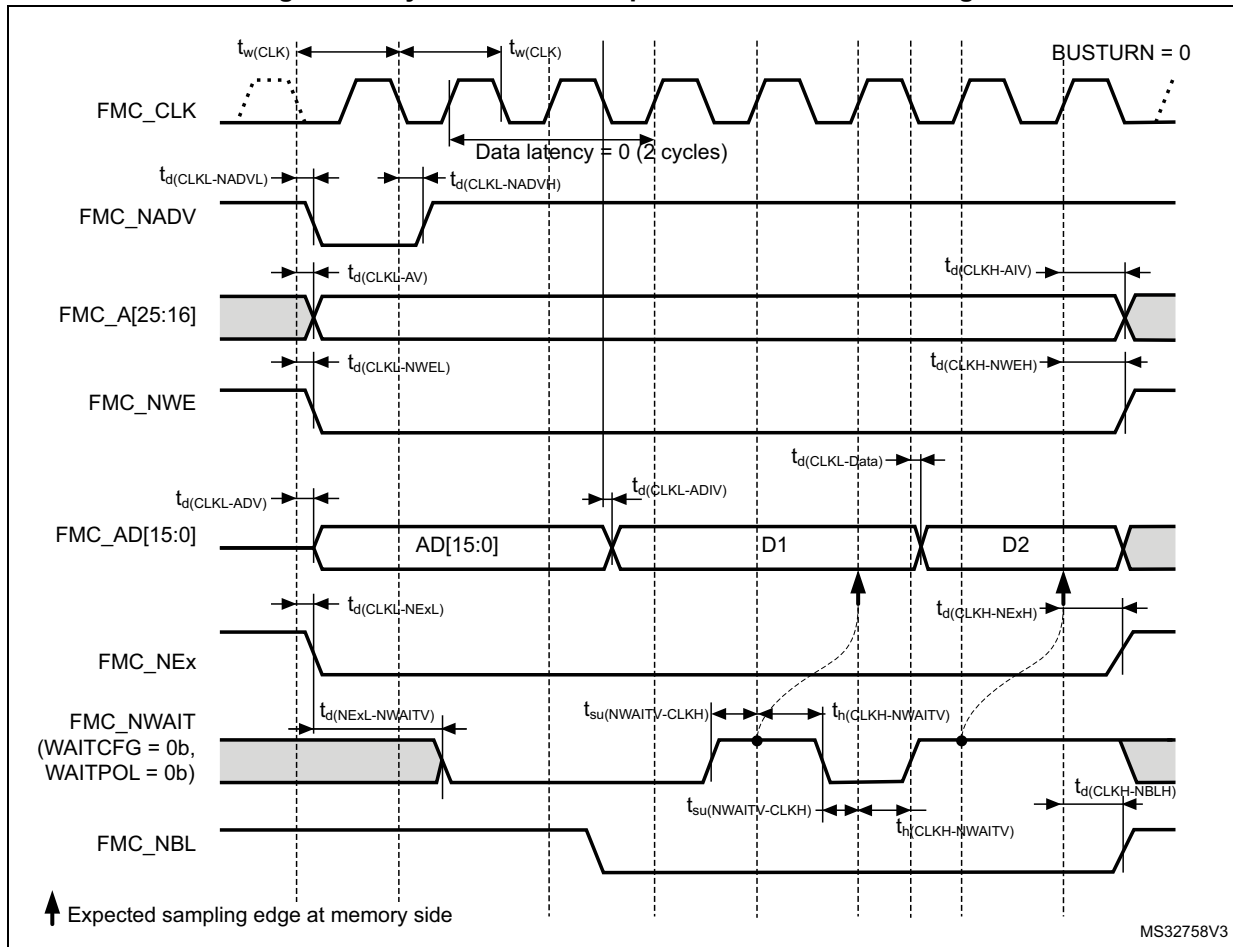 tw(CLK)
tw(CLK)
BUSTURN = 0
FMC_CLK
Data latency = 0 (2 cycles)
td(CLKL-NADVL)
td(CLKL-NADVH)
FMC_NADV
td(CLKL-AV)
td(CLKH-AIV)
FMC_A[25:16]
td(CLKL-NWEL)
td(CLKH-NWEH)
FMC_NWE
td(CLKL-Data)
td(CLKL-ADV)
td(CLKL-ADIV)
FMC_AD[15:0]
AD[15:0]
D1
D2
td(CLKL-NExL)
td(CLKH-NExH)
FMC_NEx
td(NExL-NWAITV)
tsu(NWAITV-CLKH)
th(CLKH-NWAITV)
FMC_NWAIT
(WAITCFG = 0b,
WAITPOL = 0b)
td(CLKH-NBLH)
tsu(NWAITV-CLKH)
th(CLKH-NWAITV)
FMC_NBL
Expected sampling edge at memory side
MS32758V3